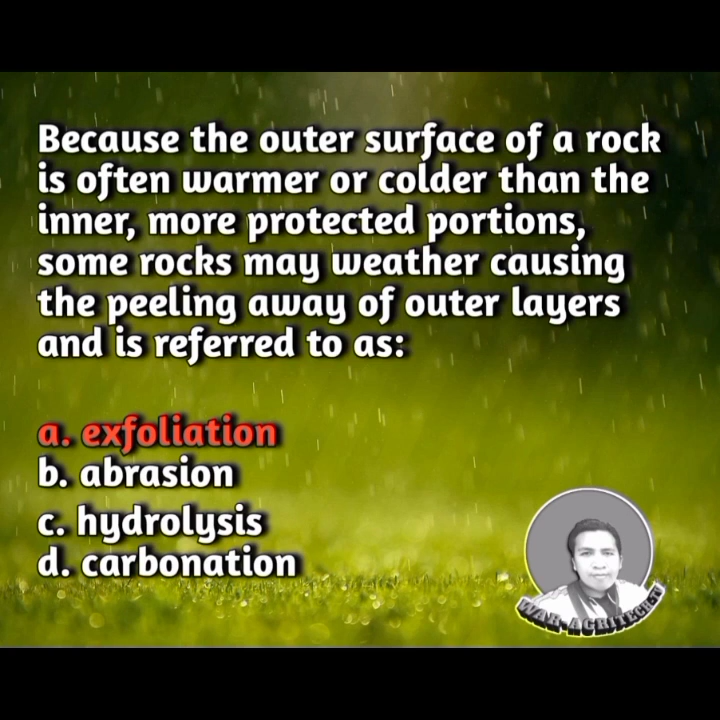 Because the outer surface of a rock
is often warmer or colder than the
inner, more protected portions,
some rocks may weather causing
the peeling away of outer layers
and is referred to as:
a. exfoliation
b. abrasion
c. hydrolysis
d. carbonation
WAR-AGRITECH.TV